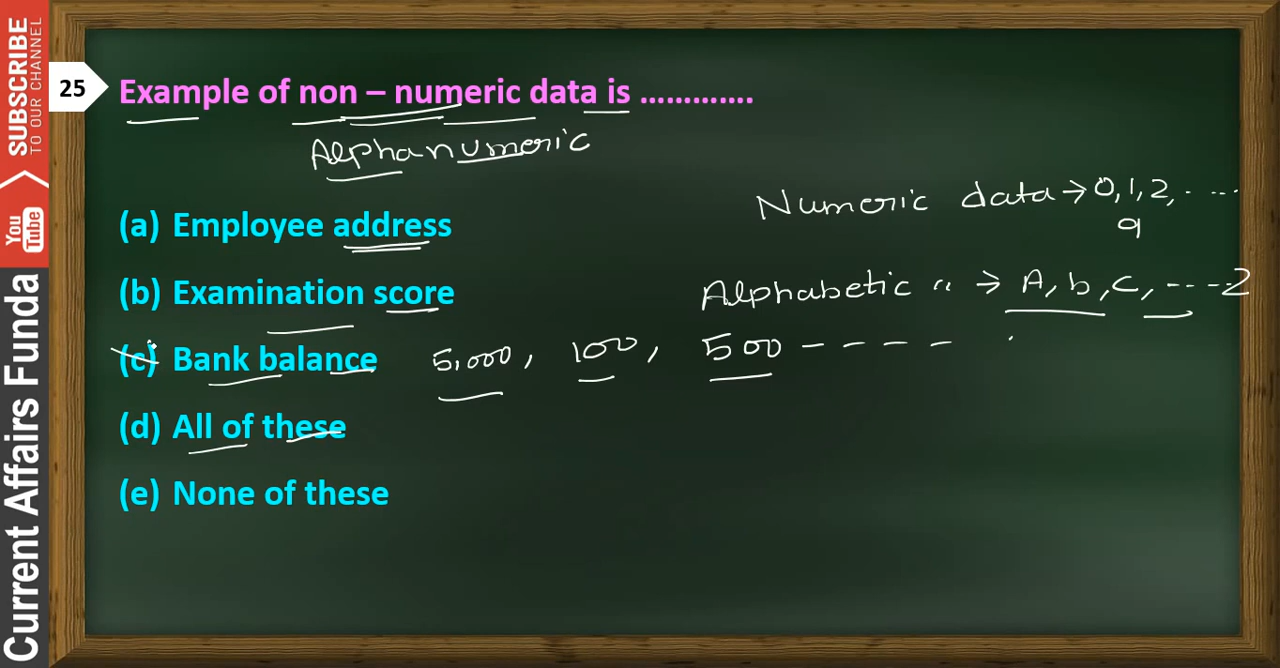 SUBSCRIBE
TO OUR CHANNEL
You
Tube
Current Affairs Funda
25
Example of non – numeric data is .............
Alphanumeric
Numeric data → 0, 1, 2, - ....
9
(a) Employee address
Alphabetic " → A, b, C, ---- Z
(b) Examination score
(c) Bank balance 5,000, 100, 500 - - - -
(d) All of these
(e) None of these